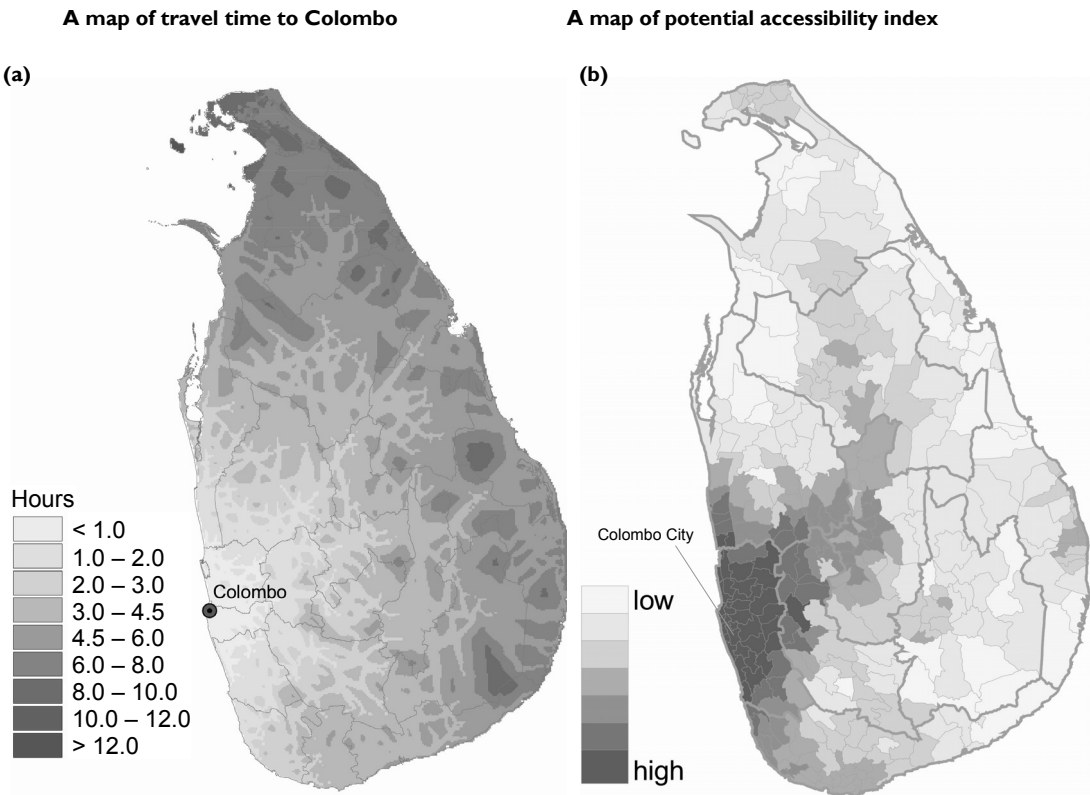 A map of travel time to Colombo
A map of potential accessibility index
(a)
(b)
Hours
< 1.0
1.0 – 2.0
2.0 – 3.0
3.0 – 4.5
4.5 – 6.0
6.0 – 8.0
8.0 – 10.0
10.0 – 12.0
> 12.0
Colombo
Colombo City
low
high